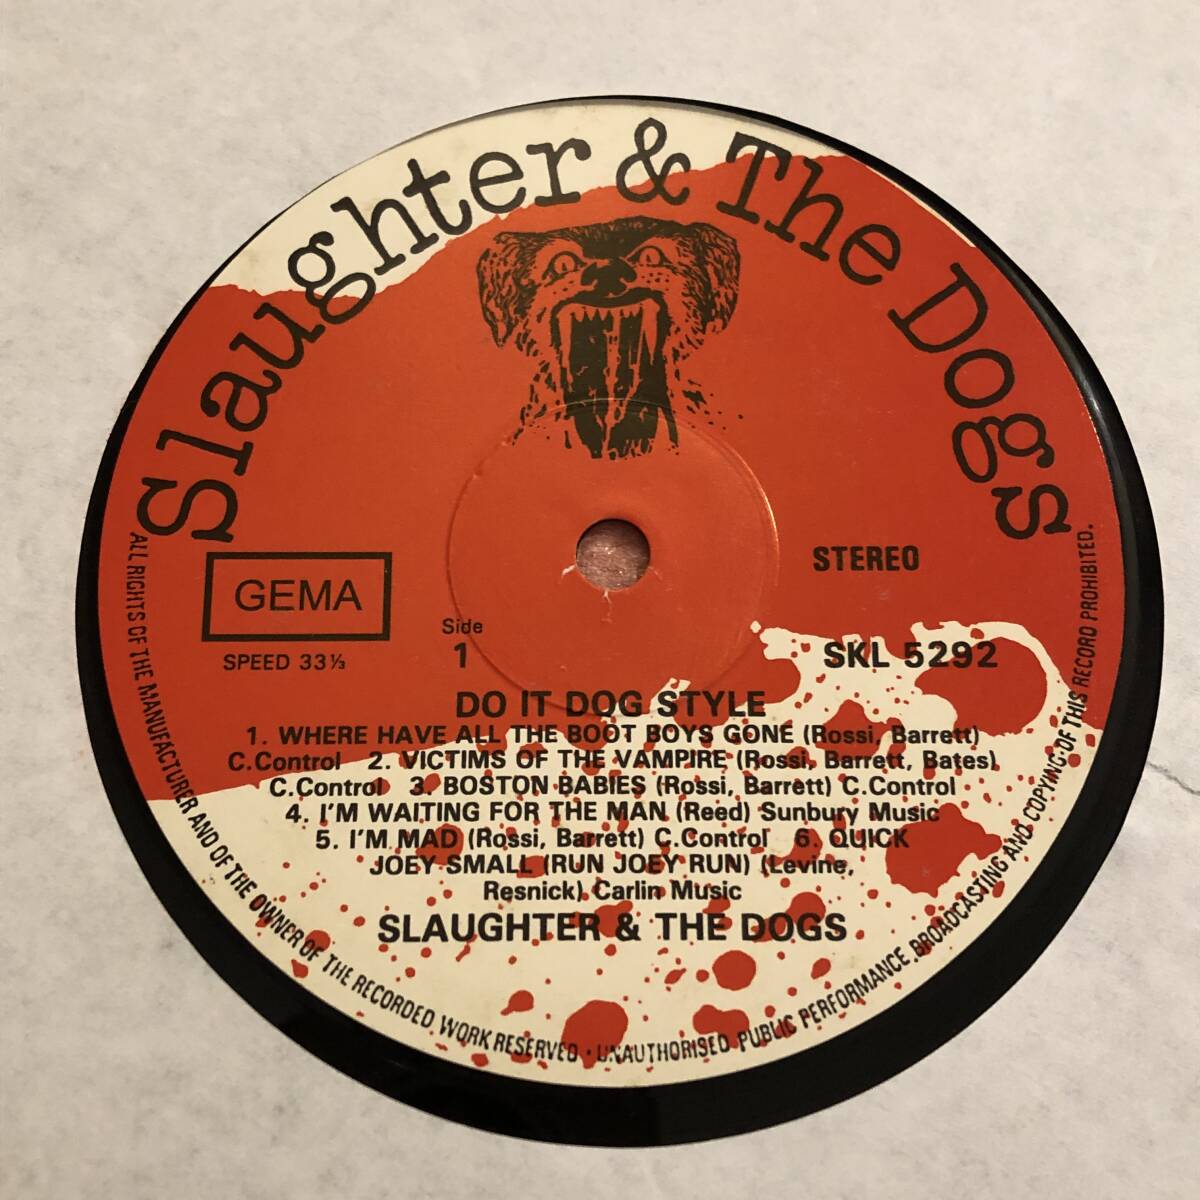 Slaughter & The Dogs
GEMA
STEREO
SPEED 33⅓
Side
1
SKL 5292
DO IT DOG STYLE
1. WHERE HAVE ALL THE BOOT BOYS GONE (Rossi, Barrett)
C.Control 2. VICTIMS OF THE VAMPIRE (Rossi, Barrett, Bates)
C.Control 3. BOSTON BABIES (Rossi, Barrett) C.Control
4. I'M WAITING FOR THE MAN (Reed) Sunbury Music
5. I'M MAD (Rossi, Barrett) C.Control 6. QUICK
JOEY SMALL (RUN JOEY RUN) (Levine,
Resnick) Carlin Music
SLAUGHTER & THE DOGS
ALL RIGHTS OF THE MANUFACTURER AND OF THE OWNER OF THE RECORDED WORK RESERVED · UNAUTHORISED PUBLIC PERFORMANCE BROADCASTING AND COPYING OF THIS RECORD PROHIBITED.